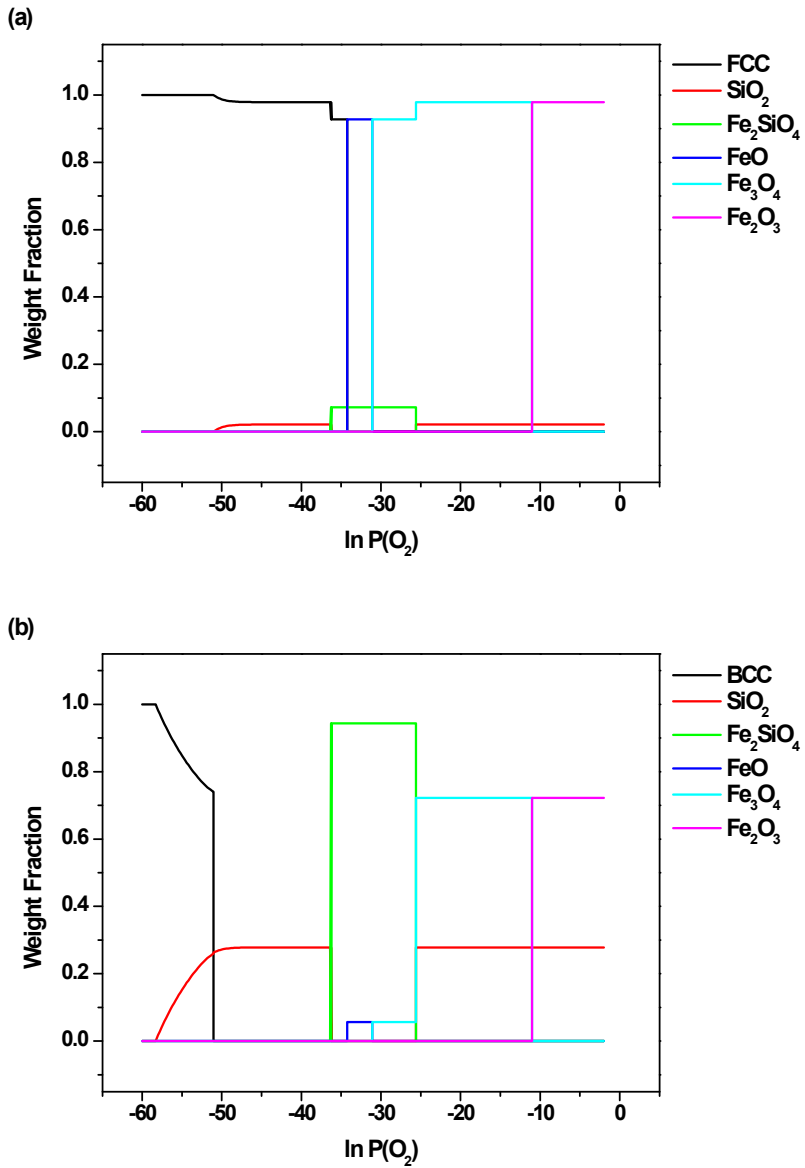 (a)
FCC
SiO₂
Fe₂SiO₄
FeO
Fe₃O₄
Fe₂O₃
1.0
0.8
0.6
0.4
0.2
0.0
Weight Fraction
-60 -50 -40 -30 -20 -10 0
ln P(O₂)
(b)
BCC
SiO₂
Fe₂SiO₄
FeO
Fe₃O₄
Fe₂O₃
1.0
0.8
0.6
0.4
0.2
0.0
Weight Fraction
-60 -50 -40 -30 -20 -10 0
ln P(O₂)